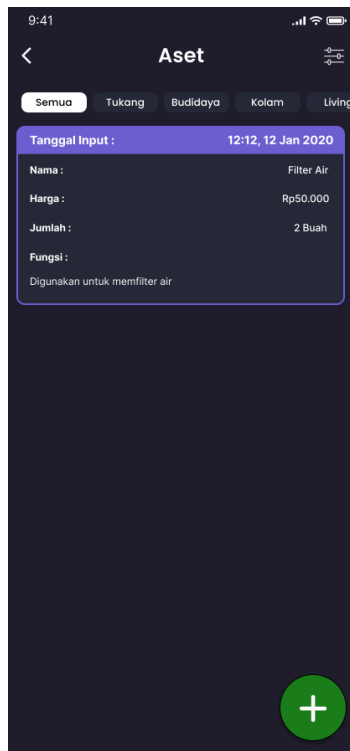 9:41
Aset
Semua Tukang Budidaya Kolam Living
Tanggal Input : 12:12, 12 Jan 2020
Nama : Filter Air
Harga : Rp50.000
Jumlah : 2 Buah
Fungsi :
Digunakan untuk memfilter air